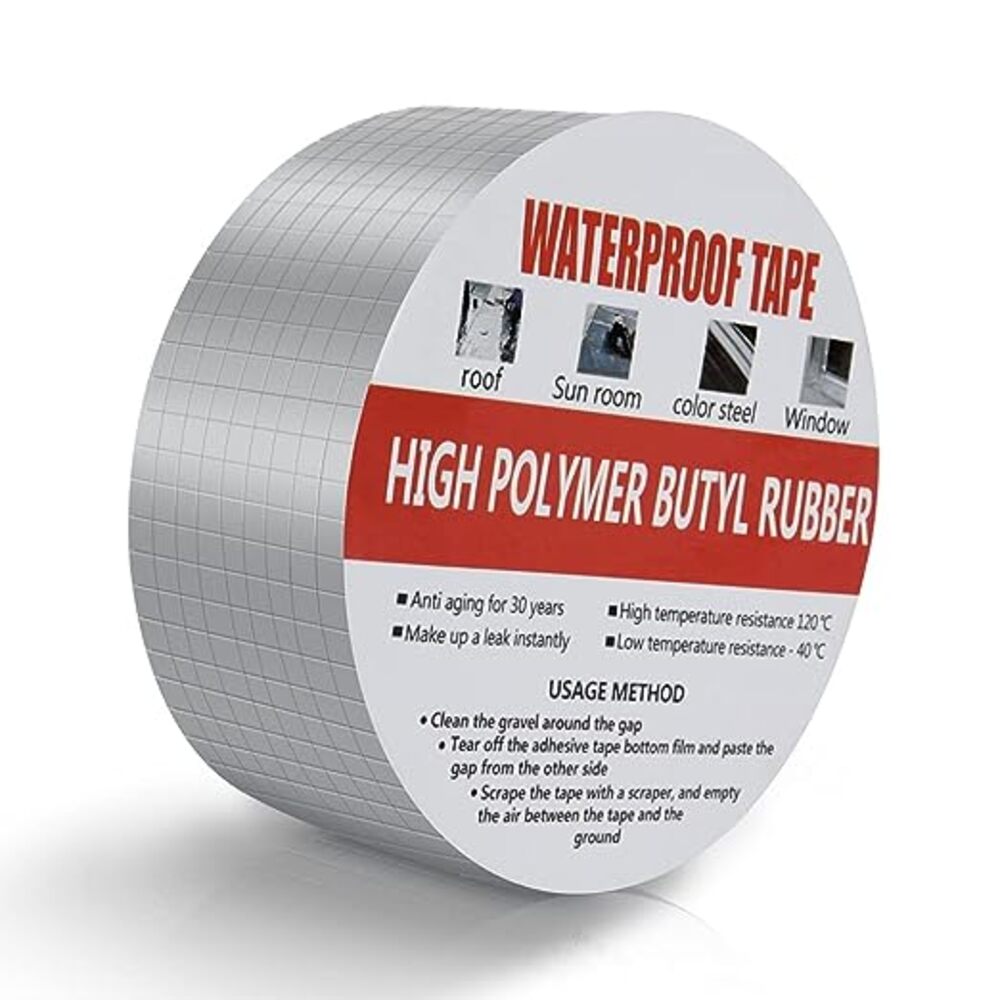 WATERPROOF TAPE
roof
Sun room
color steel
Window
HIGH POLYMER BUTYL RUBBER
■ Anti aging for 30 years
■ High temperature resistance 120℃
■ Make up a leak instantly
■ Low temperature resistance - 40℃
USAGE METHOD
• Clean the gravel around the gap
• Tear off the adhesive tape bottom film and paste the
gap from the other side
• Scrape the tape with a scraper, and empty
the air between the tape and the
ground